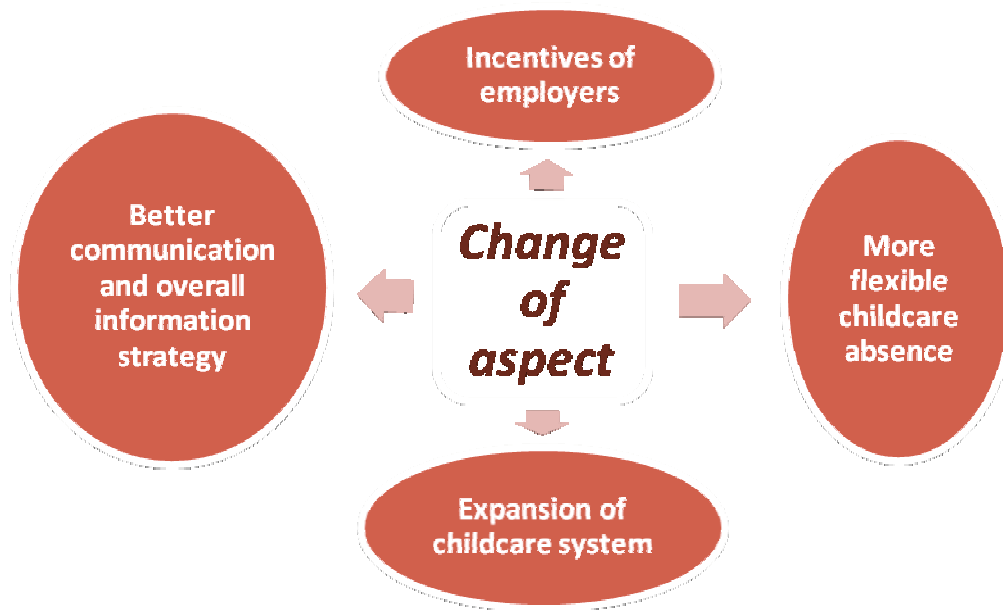 Incentives of
employers
Better
communication
and overall
information
strategy
Change
of
aspect
More
flexible
childcare
absence
Expansion of
childcare system